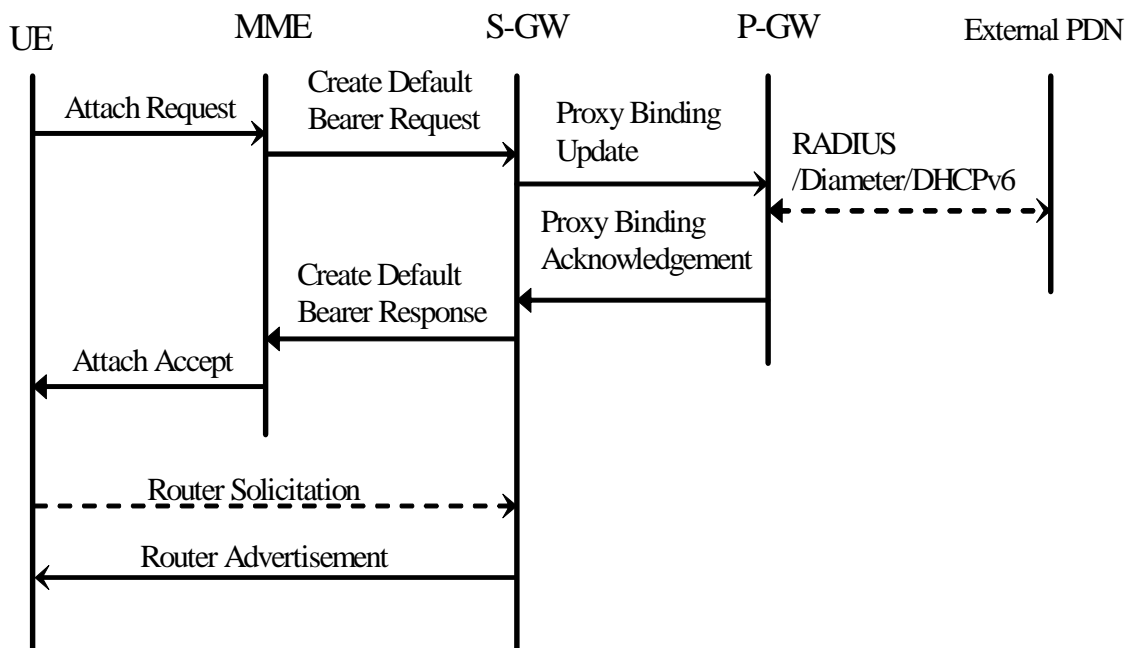 UE
MME
S-GW
P-GW
External PDN
Attach Request
Create Default
Bearer Request
Proxy Binding
Update
RADIUS
/Diameter/DHCPv6
Proxy Binding
Acknowledgement
Create Default
Bearer Response
Attach Accept
Router Solicitation
Router Advertisement